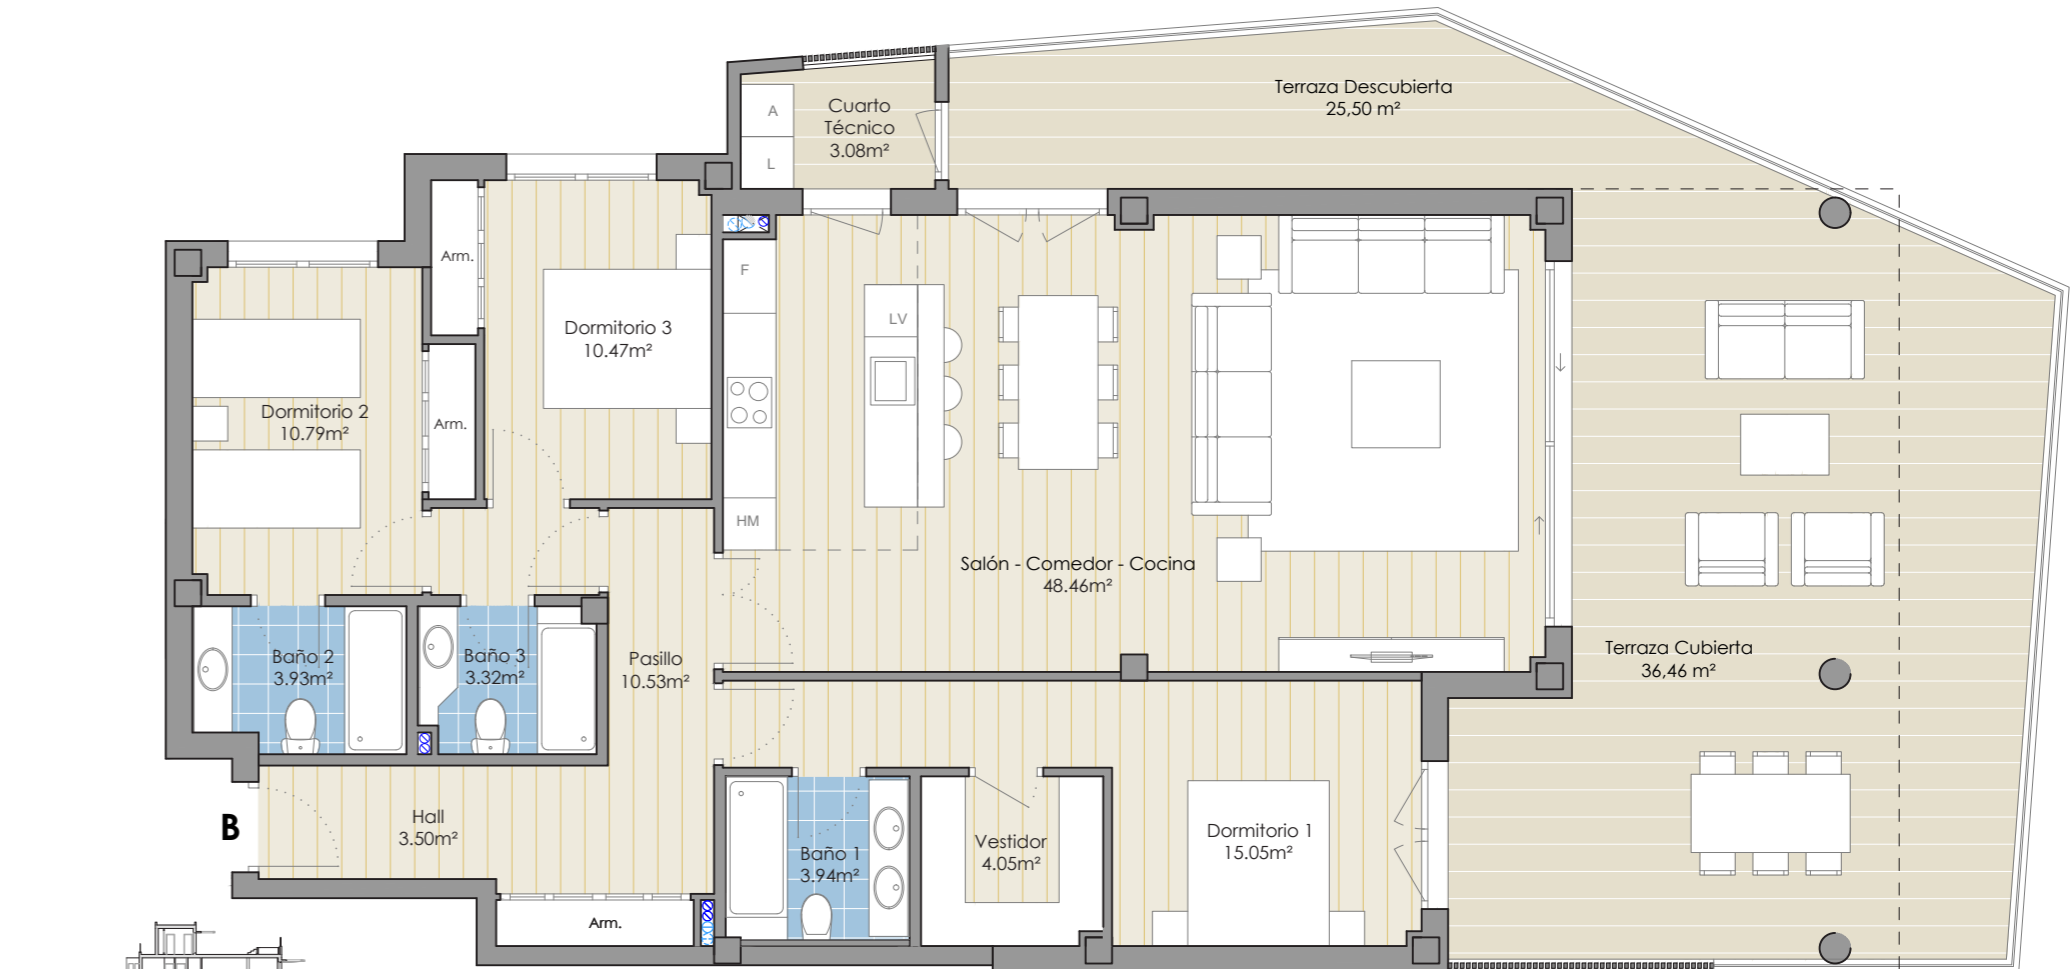 Terraza Descubierta
25,50 m²
A
Cuarto
Técnico
3.08m²
L
Arm.
F
Dormitorio 3
10.47m²
LV
Dormitorio 2
10.79m²
Arm.
HM
Salón - Comedor - Cocina
48.46m²
Baño 2
3.93m²
Baño 3
3.32m²
Pasillo
10.53m²
Terraza Cubierta
36,46 m²
B
Hall
3.50m²
Baño 1
3.94m²
Vestidor
4.05m²
Dormitorio 1
15.05m²
Arm.